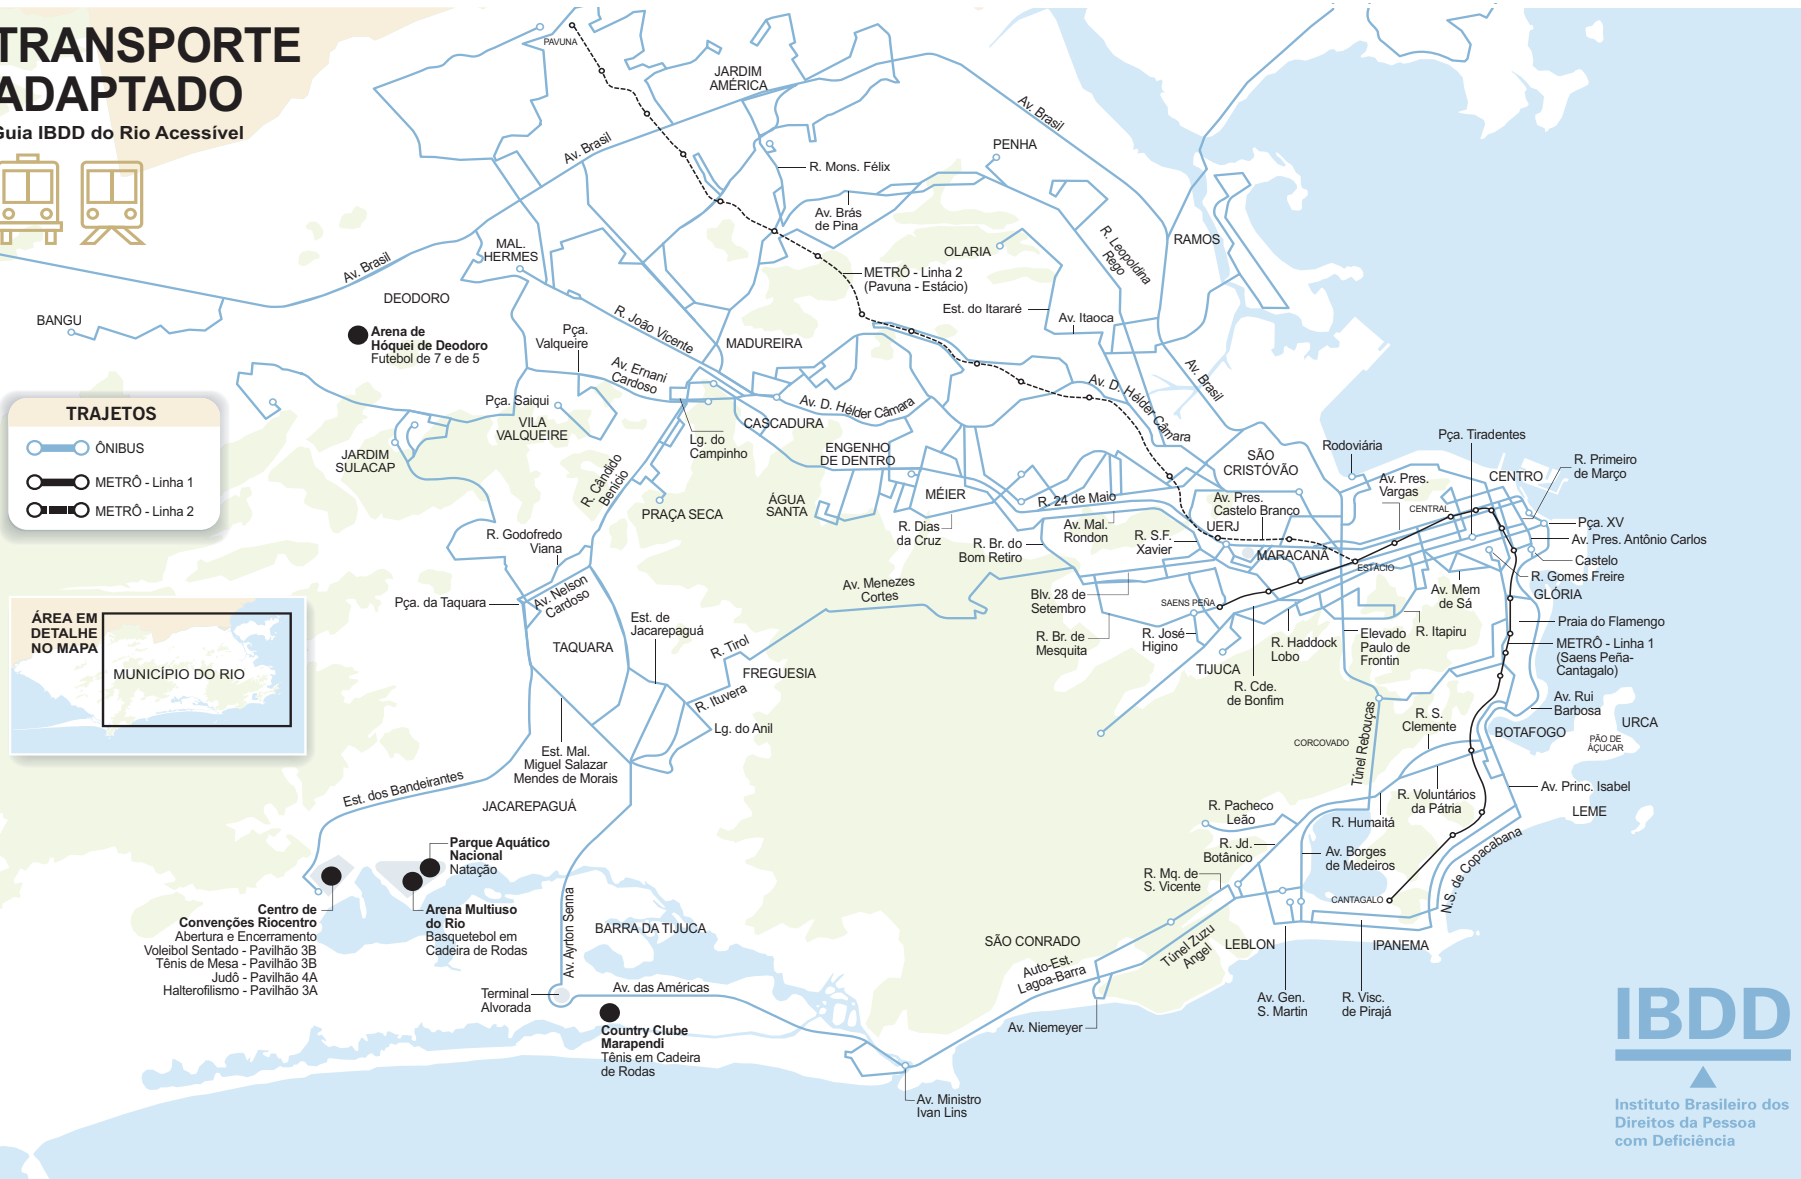 TRANSPORTE
ADAPTADO
Guia IBDD do Rio Acessível
PAVUNA
JARDIM
AMÉRICA
Av. Brasil
Av. Brasil
PENHA
R. Mons. Félix
Av. Brás
de Pina
MAL.
HERMES
Av. Brasil
OLARIA
R. Leopoldina
Rego
RAMOS
METRÔ - Linha 2
(Pavuna - Estácio)
DEODORO
BANGU
Est. do Itararé
Av. Itaoca
Arena de
Hóquei de Deodoro
Futebol de 7 e de 5
Pça.
Valqueire
R. João Vicente
MADUREIRA
Av. Ernani
Cardoso
Av. Brasil
Av. D. Hélder Câmara
Av. D. Hélder Câmara
TRAJETOS
ÔNIBUS
METRÔ - Linha 1
METRÔ - Linha 2
Pça. Saiqui
VILA
VALQUEIRE
CASCADURA
Lg. do
Campinho
JARDIM
SULACAP
ENGENHO
DE DENTRO
R. Cândido
Benício
SÃO
CRISTÓVÃO
Rodoviária
Pça. Tiradentes
R. Primeiro
de Março
CENTRO
Av. Pres.
Vargas
CENTRAL
PRAÇA SECA
ÁGUA
SANTA
MÉIER
R. 24 de Maio
Av. Pres.
Castelo Branco
UERJ
R. Dias
da Cruz
Av. Mal.
Rondon
R. S.F.
Xavier
R. Br. do
Bom Retiro
MARACANÃ
ESTÁCIO
Pça. XV
Av. Pres. Antônio Carlos
Castelo
R. Gomes Freire
GLÓRIA
R. Godofredo
Viana
Av. Nelson
Cardoso
Pça. da Taquara
Av. Menezes
Cortes
Blv. 28 de
Setembro
SAENS PEÑA
Av. Mem
de Sá
Praia do Flamengo
ÁREA EM
DETALHE
NO MAPA
MUNICÍPIO DO RIO
TAQUARA
Est. de
Jacarepaguá
R. Tirol
FREGUESIA
R. Ituvera
Lg. do Anil
R. Br. de
Mesquita
R. José
Higino
TIJUCA
R. Haddock
Lobo
R. Cde.
de Bonfim
Elevado
Paulo de
Frontin
R. Itapiru
METRÔ - Linha 1
(Saens Peña-
Cantagalo)
Av. Rui
Barbosa
URCA
PÃO DE
AÇUCAR
BOTAFOGO
R. S.
Clemente
CORCOVADO
Túnel Rebouças
Est. Mal.
Miguel Salazar
Mendes de Morais
Est. dos Bandeirantes
JACAREPAGUÁ
R. Voluntários
da Pátria
Av. Princ. Isabel
LEME
R. Pacheco
Leão
R. Humaitá
R. Jd.
Botânico
Av. Borges
de Medeiros
N.S. de Copacabana
R. Mq. de
S. Vicente
CANTAGALO
Parque Aquático
Nacional
Natação
Centro de
Convenções Riocentro
Abertura e Encerramento
Voleibol Sentado - Pavilhão 3B
Tênis de Mesa - Pavilhão 3B
Judô - Pavilhão 4A
Halterofilismo - Pavilhão 3A
Arena Multiuso
do Rio
Basquetebol em
Cadeira de Rodas
Av. Ayrton Senna
BARRA DA TIJUCA
SÃO CONRADO
Auto-Est.
Lagoa-Barra
Túnel Zuzu
Angel
LEBLON
IPANEMA
Terminal
Alvorada
Av. das Américas
Country Clube
Marapendi
Tênis em Cadeira
de Rodas
Av. Niemeyer
Av. Gen.
S. Martin
R. Visc.
de Pirajá
Av. Ministro
Ivan Lins
IBDD
Instituto Brasileiro dos
Direitos da Pessoa
com Deficiência